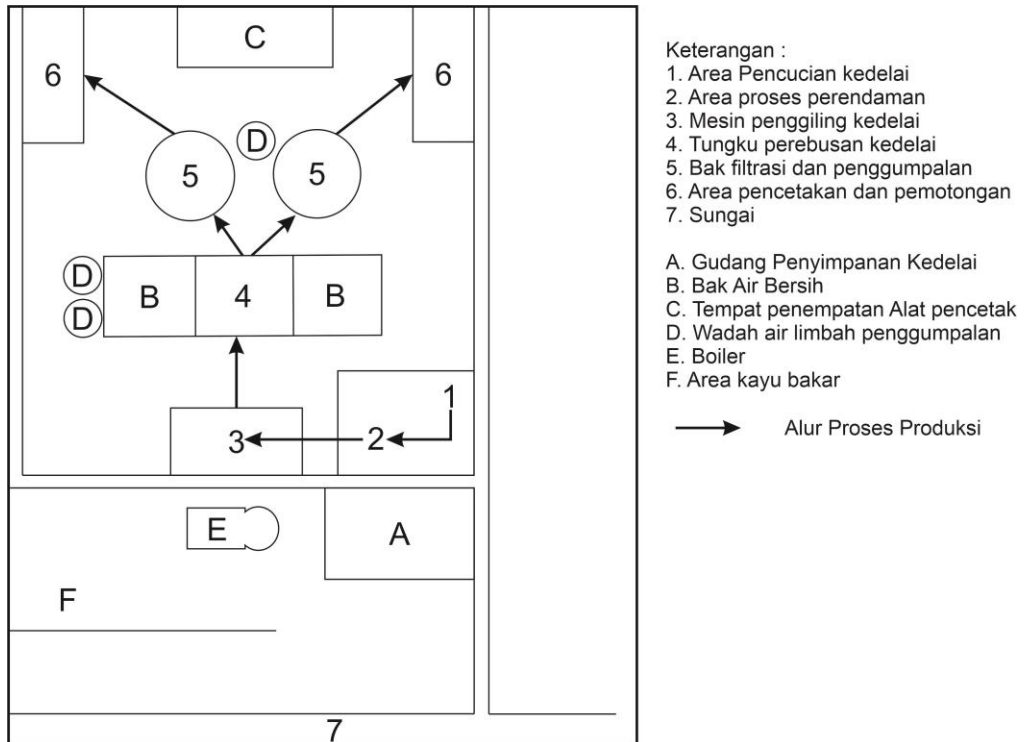 C
6
6
D
5
5
D
B
4
B
D
1
3
2
E
A
F
7
Keterangan :
1. Area Pencucian kedelai
2. Area proses perendaman
3. Mesin penggiling kedelai
4. Tungku perebusan kedelai
5. Bak filtrasi dan penggumpalan
6. Area pencetakan dan pemotongan
7. Sungai
A. Gudang Penyimpanan Kedelai
B. Bak Air Bersih
C. Tempat penempatan Alat pencetak
D. Wadah air limbah penggumpalan
E. Boiler
F. Area kayu bakar
Alur Proses Produksi